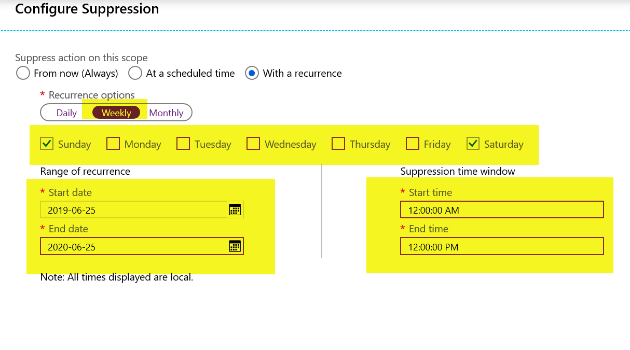 Configure Suppression
Suppress action on this scope
From now (Always) At a scheduled time With a recurrence
* Recurrence options
Daily Weekly Monthly
Sunday Monday Tuesday Wednesday Thursday Friday Saturday
Range of recurrence
* Start date
2019-06-25
* End date
2020-06-25
Suppression time window
* Start time
12:00:00 AM
* End time
12:00:00 PM
Note: All times displayed are local.